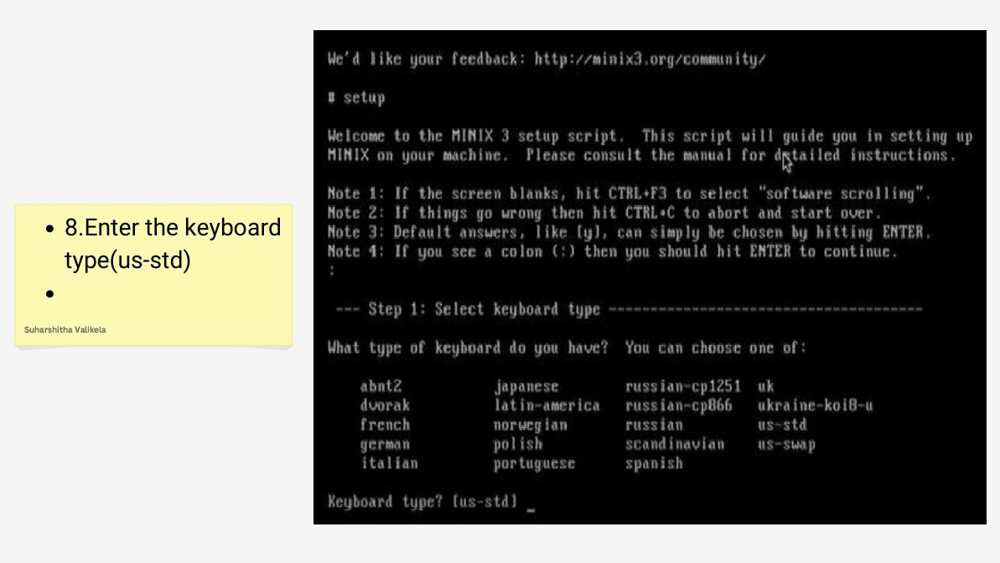 8.Enter the keyboard
type(us-std)
Suharshitha Valikela
We'd like your feedback: http://minix3.org/community/
# setup
Welcome to the MINIX 3 setup script.  This script will guide you in setting up
MINIX on your machine.  Please consult the manual for detailed instructions.
Note 1: If the screen blanks, hit CTRL+F3 to select "software scrolling".
Note 2: If things go wrong then hit CTRL+C to abort and start over.
Note 3: Default answers, like [y], can simply be chosen by hitting ENTER.
Note 4: If you see a colon (:) then you should hit ENTER to continue.
:
--- Step 1: Select keyboard type --------------------------------------
What type of keyboard do you have?  You can choose one of:
abnt2 japanese russian-cp1251 uk
dvorak latin-america russian-cp866 ukraine-koi8-u
french norwegian russian us-std
german polish scandinavian us-swap
italian portuguese spanish
Keyboard type? [us-std] _